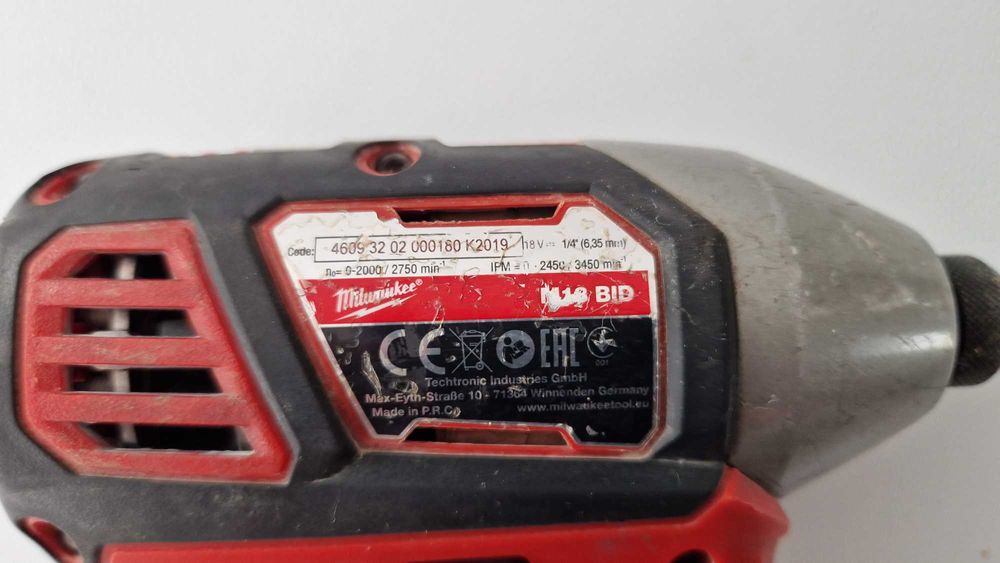 Code: 4609 32 02 000180 K2019 18 V ⎓ 1/4" (6,35 mm)
n₀= 0-2000 / 2750 min⁻¹ IPM = 0 - 2450 / 3450 min⁻¹
Milwaukee M18 BID
CE EAC 001
Techtronic Industries GmbH
Max-Eyth-Straße 10 - 71364 Winnenden Germany
Made in P.R.C. www.milwaukeetool.eu